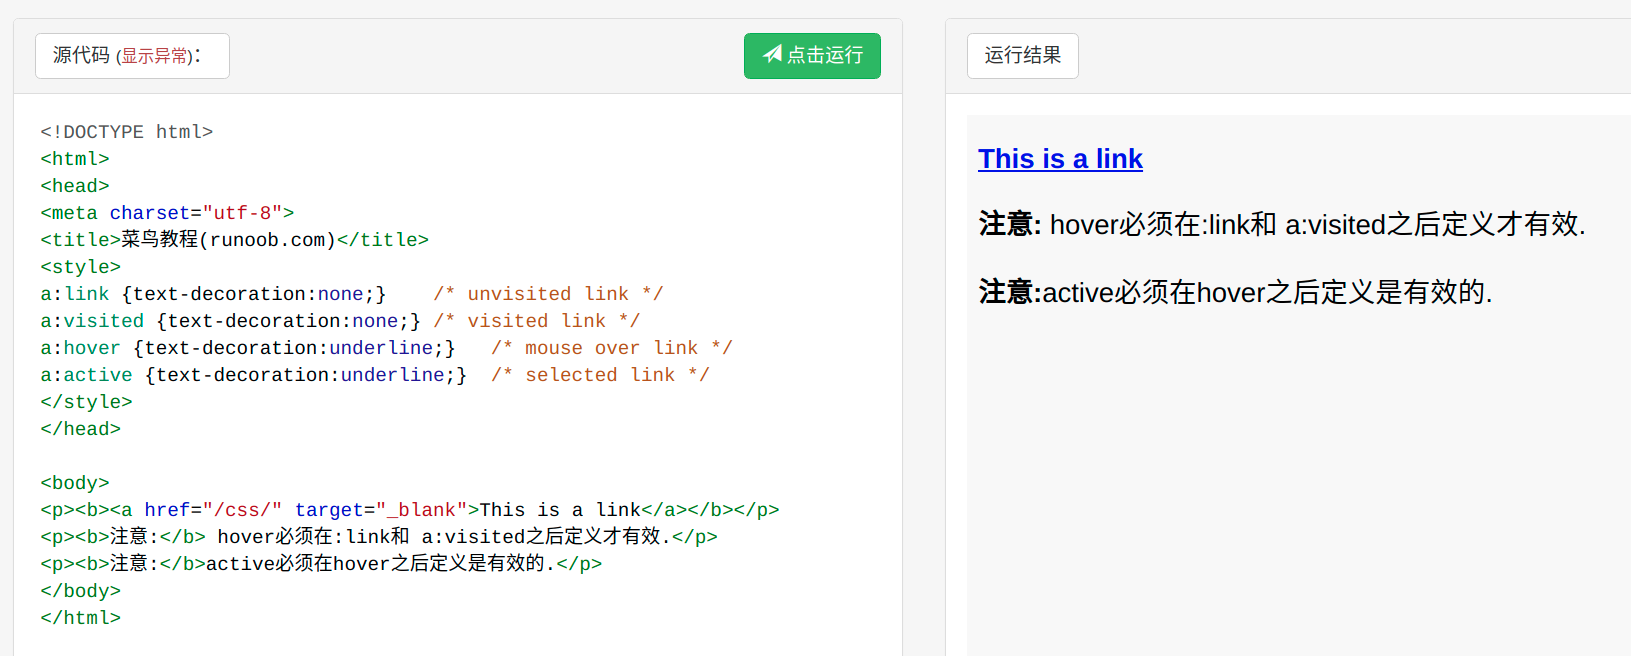 源代码 (显示异常)：
点击运行
<!DOCTYPE html>
<html>
<head>
<meta charset="utf-8">
<title>菜鸟教程(runoob.com)</title>
<style>
a:link {text-decoration:none;}    /* unvisited link */
a:visited {text-decoration:none;} /* visited link */
a:hover {text-decoration:underline;}   /* mouse over link */
a:active {text-decoration:underline;}  /* selected link */
</style>
</head>
<body>
<p><b><a href="/css/" target="_blank">This is a link</a></b></p>
<p><b>注意:</b> hover必须在:link和 a:visited之后定义才有效.</p>
<p><b>注意:</b>active必须在hover之后定义是有效的.</p>
</body>
</html>
运行结果
This is a link
注意: hover必须在:link和 a:visited之后定义才有效.
注意:active必须在hover之后定义是有效的.